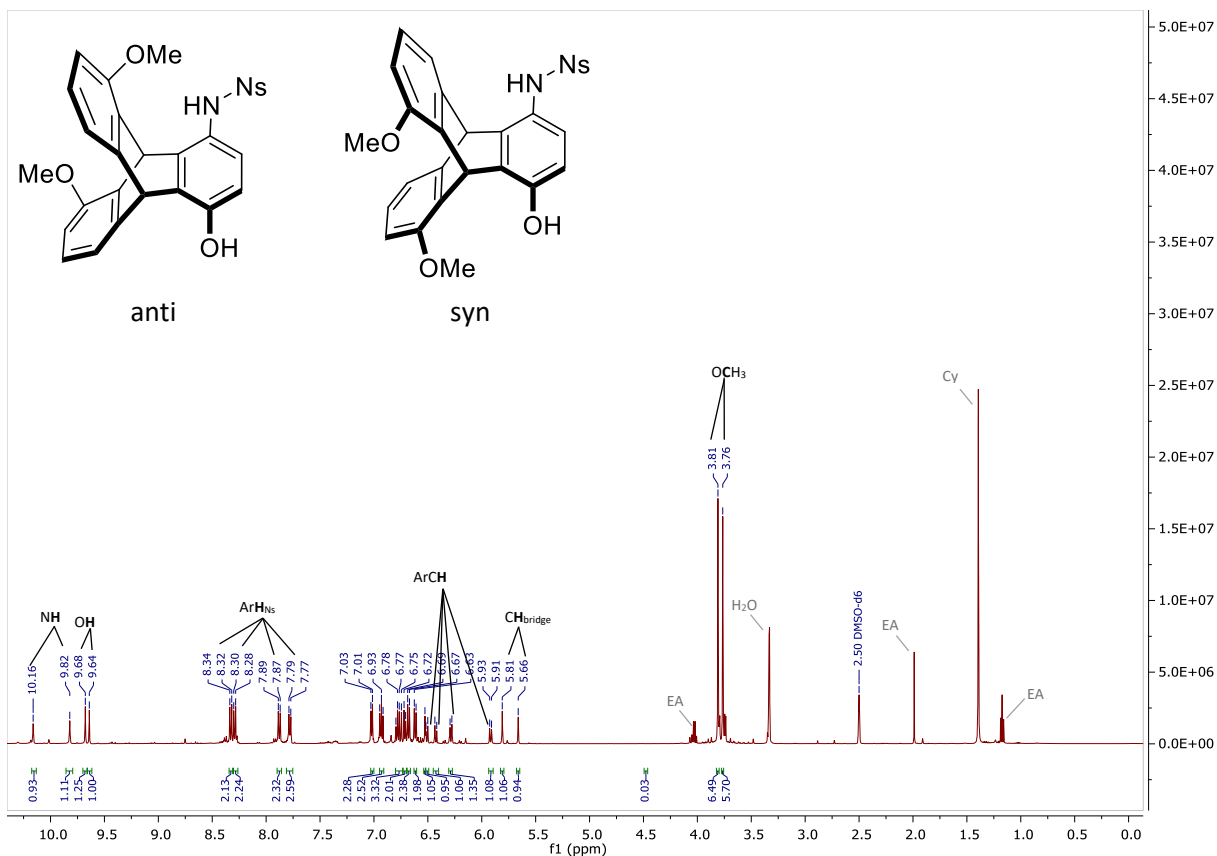 OMe
HN
Ns
MeO
OH
anti
HN
Ns
MeO
OH
OMe
syn
5.0E+07
4.5E+07
4.0E+07
3.5E+07
3.0E+07
2.5E+07
2.0E+07
1.5E+07
1.0E+07
5.0E+06
0.0E+00
OCH3
Cy
3.81
3.76
ArCH
H2O
ArHNs
NH
OH
CHbridge
EA
EA
EA
10.16
9.82
9.68
9.64
8.34
8.32
8.30
8.28
7.89
7.87
7.79
7.77
7.03
7.01
6.93
6.78
6.77
6.75
6.72
6.69
6.67
6.63
5.93
5.91
5.81
5.66
2.50 DMSO-d6
0.93
1.11
1.25
1.00
2.13
2.24
2.32
2.59
2.28
2.52
3.32
2.01
2.38
1.98
1.05
0.95
1.06
1.35
1.08
1.06
0.94
0.03
6.49
5.70
10.0 9.5 9.0 8.5 8.0 7.5 7.0 6.5 6.0 5.5 5.0 4.5 4.0 3.5 3.0 2.5 2.0 1.5 1.0 0.5 0.0
f1 (ppm)